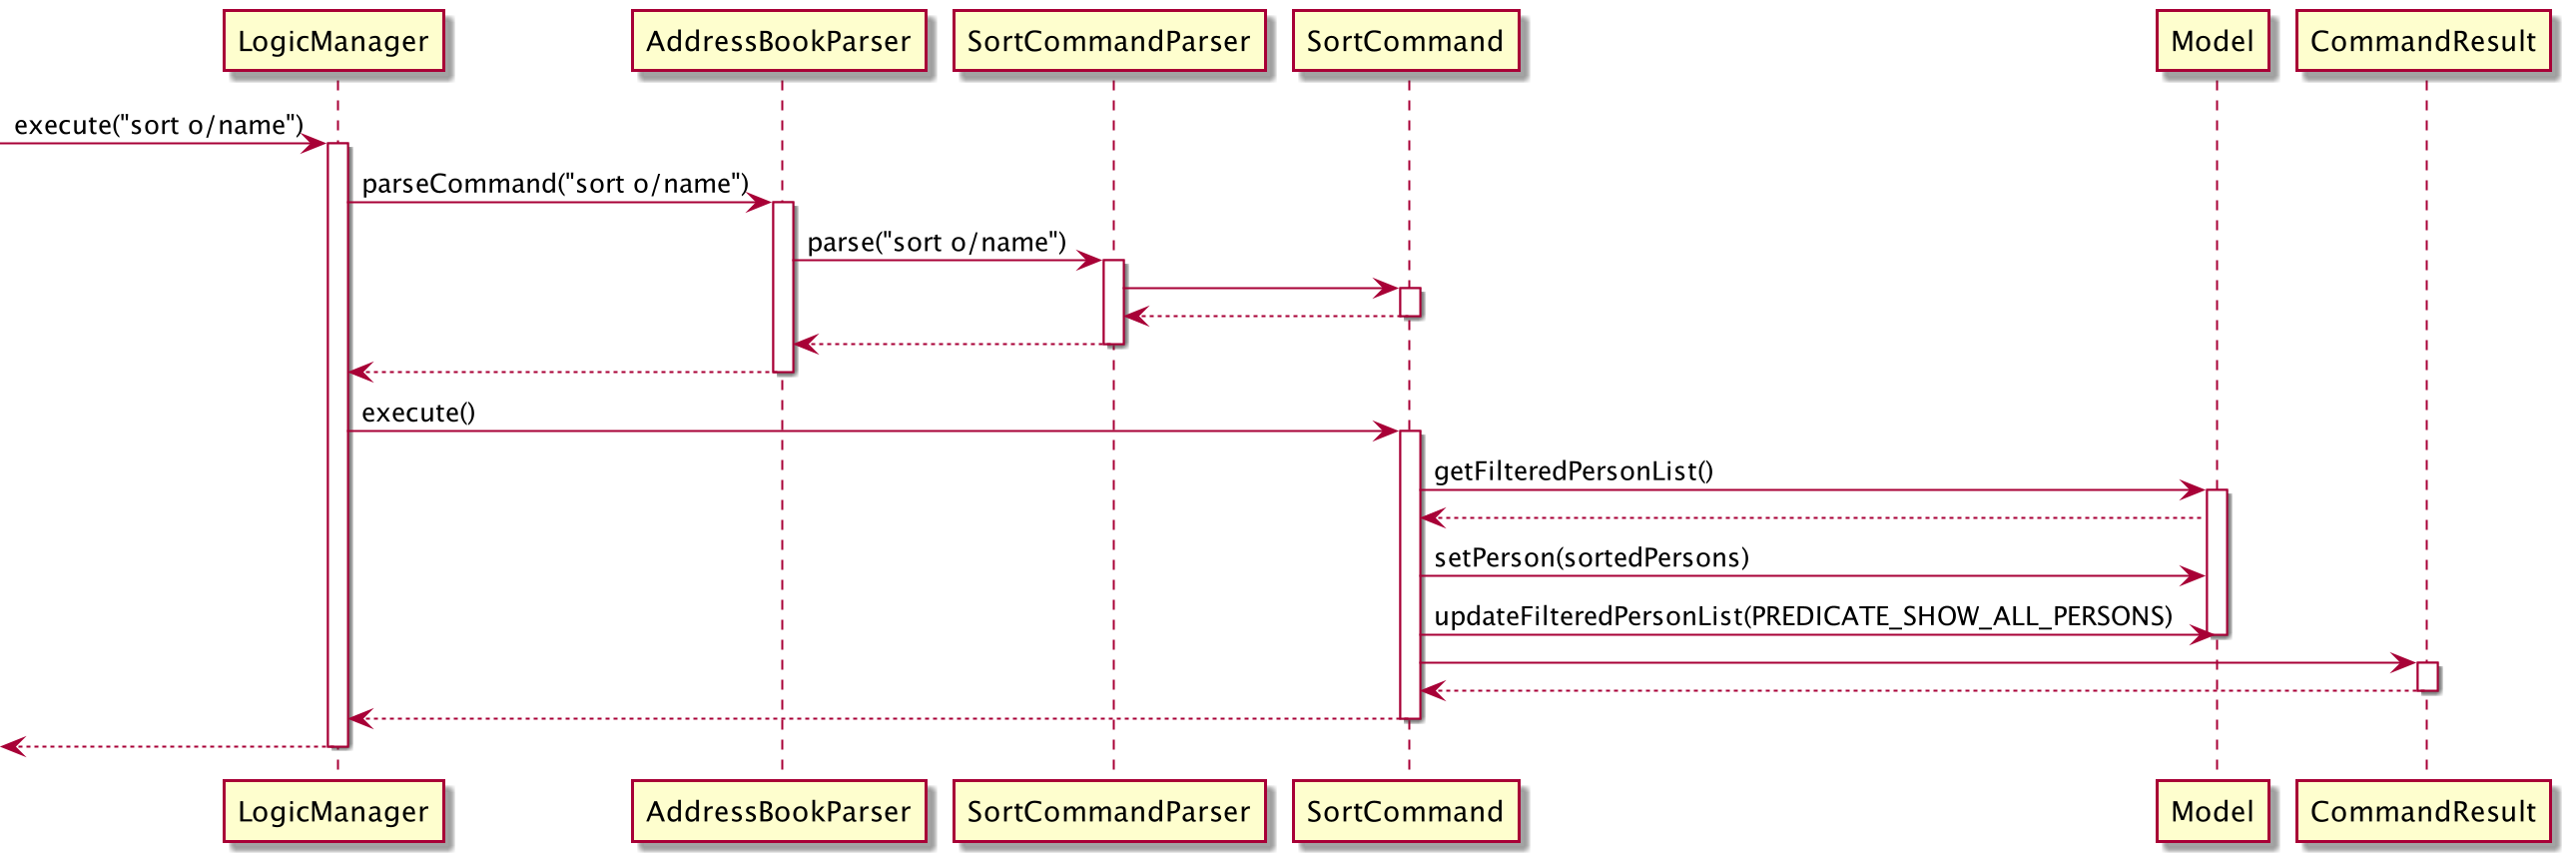 LogicManager
AddressBookParser
SortCommandParser
SortCommand
Model
CommandResult
execute("sort o/name")
parseCommand("sort o/name")
parse("sort o/name")
execute()
getFilteredPersonList()
setPerson(sortedPersons)
updateFilteredPersonList(PREDICATE_SHOW_ALL_PERSONS)
LogicManager
AddressBookParser
SortCommandParser
SortCommand
Model
CommandResult